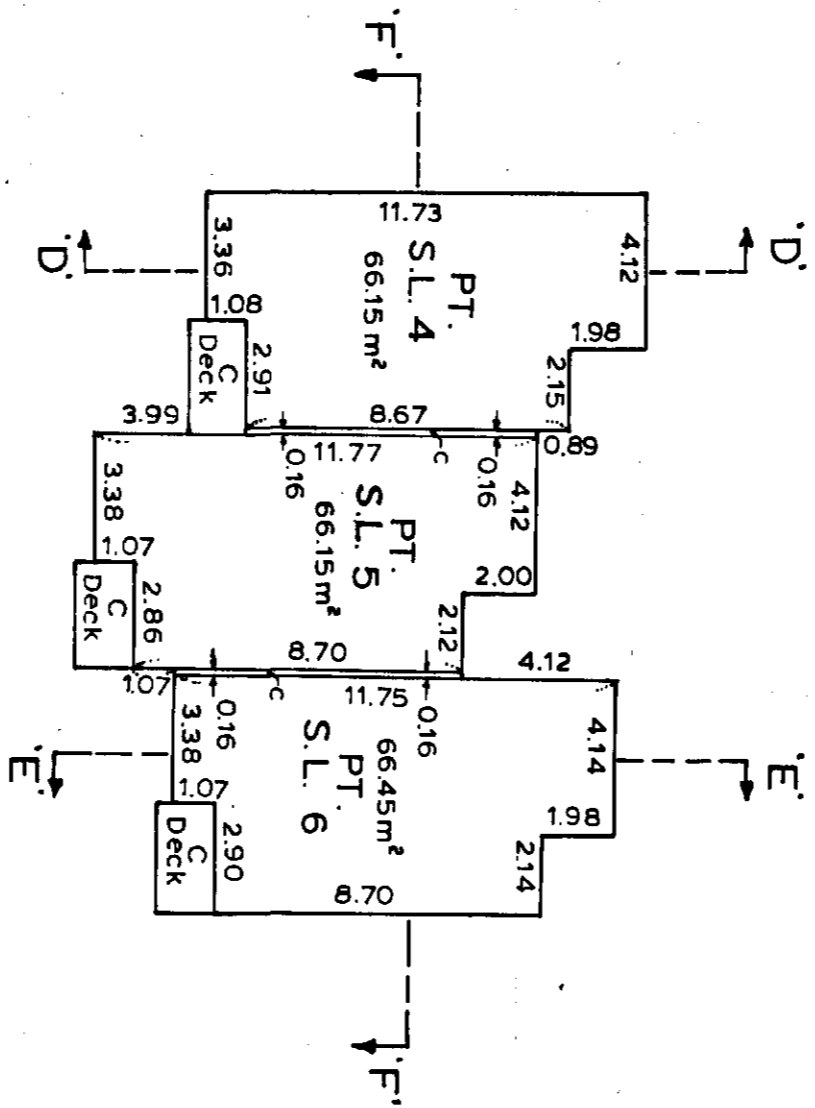 'F'
'D'
'D'
11.73
4.12
3.36
PT.
S.L. 4
66.15 m²
1.08
1.98
C
Deck
2.91
2.15
3.99
8.67
0.89
11.77
C
0.16
0.16
4.12
3.38
PT.
S.L. 5
66.15 m²
1.07
2.00
C
Deck
2.86
2.12
8.70
4.12
1.07
11.75
C
0.16
0.16
4.14
3.38
PT.
S.L. 6
66.45 m²
'E'
'E'
1.07
1.98
C
Deck
2.90
2.14
8.70
'F'